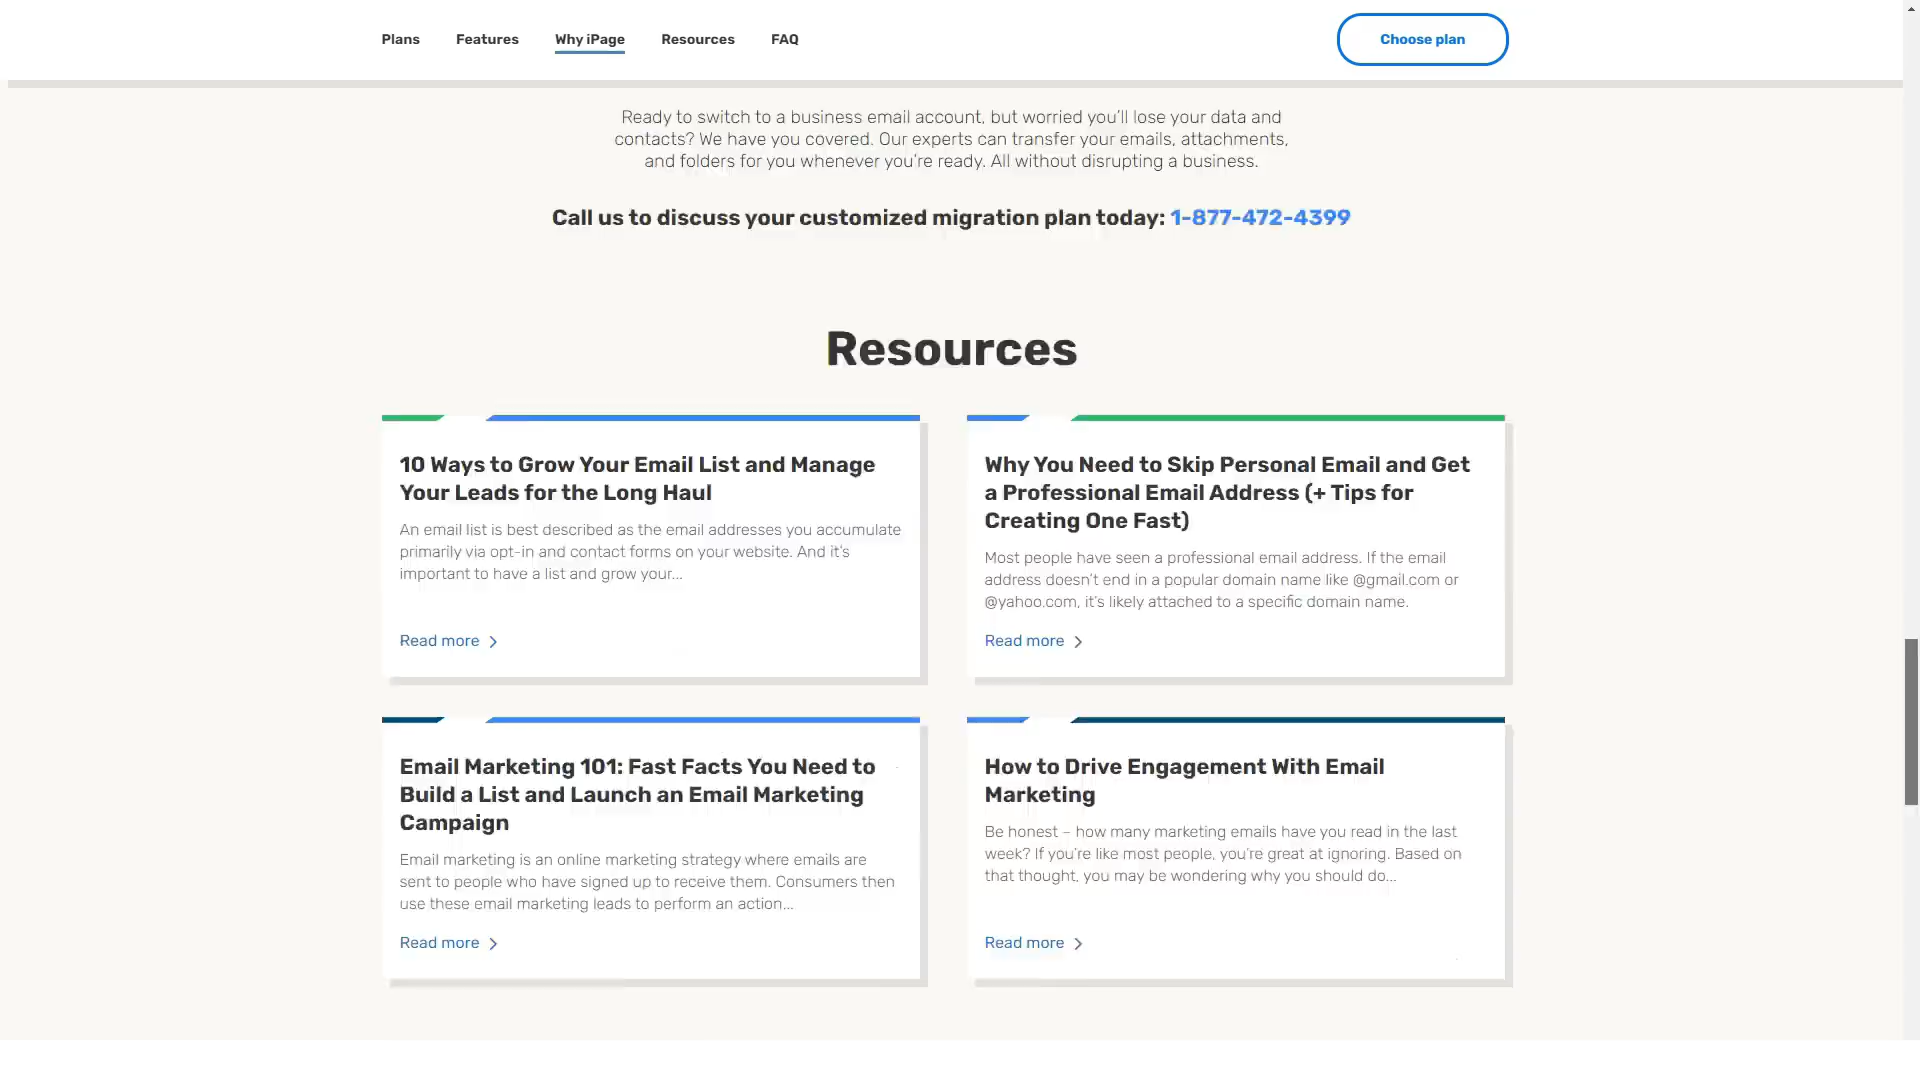 Plans Features Why iPage Resources FAQ Choose plan
Ready to switch to a business email account, but worried you'll lose your data and
contacts? We have you covered. Our experts can transfer your emails, attachments,
and folders for you whenever you're ready. All without disrupting a business.
Call us to discuss your customized migration plan today: 1-877-472-4399
Resources
10 Ways to Grow Your Email List and Manage
Your Leads for the Long Haul
An email list is best described as the email addresses you accumulate
primarily via opt-in and contact forms on your website. And it's
important to have a list and grow your...
Read more
Why You Need to Skip Personal Email and Get
a Professional Email Address (+ Tips for
Creating One Fast)
Most people have seen a professional email address. If the email
address doesn't end in a popular domain name like @gmail.com or
@yahoo.com, it's likely attached to a specific domain name.
Read more
Email Marketing 101: Fast Facts You Need to
Build a List and Launch an Email Marketing
Campaign
Email marketing is an online marketing strategy where emails are
sent to people who have signed up to receive them. Consumers then
use these email marketing leads to perform an action...
Read more
How to Drive Engagement With Email
Marketing
Be honest – how many marketing emails have you read in the last
week? If you're like most people, you're great at ignoring. Based on
that thought, you may be wondering why you should do...
Read more